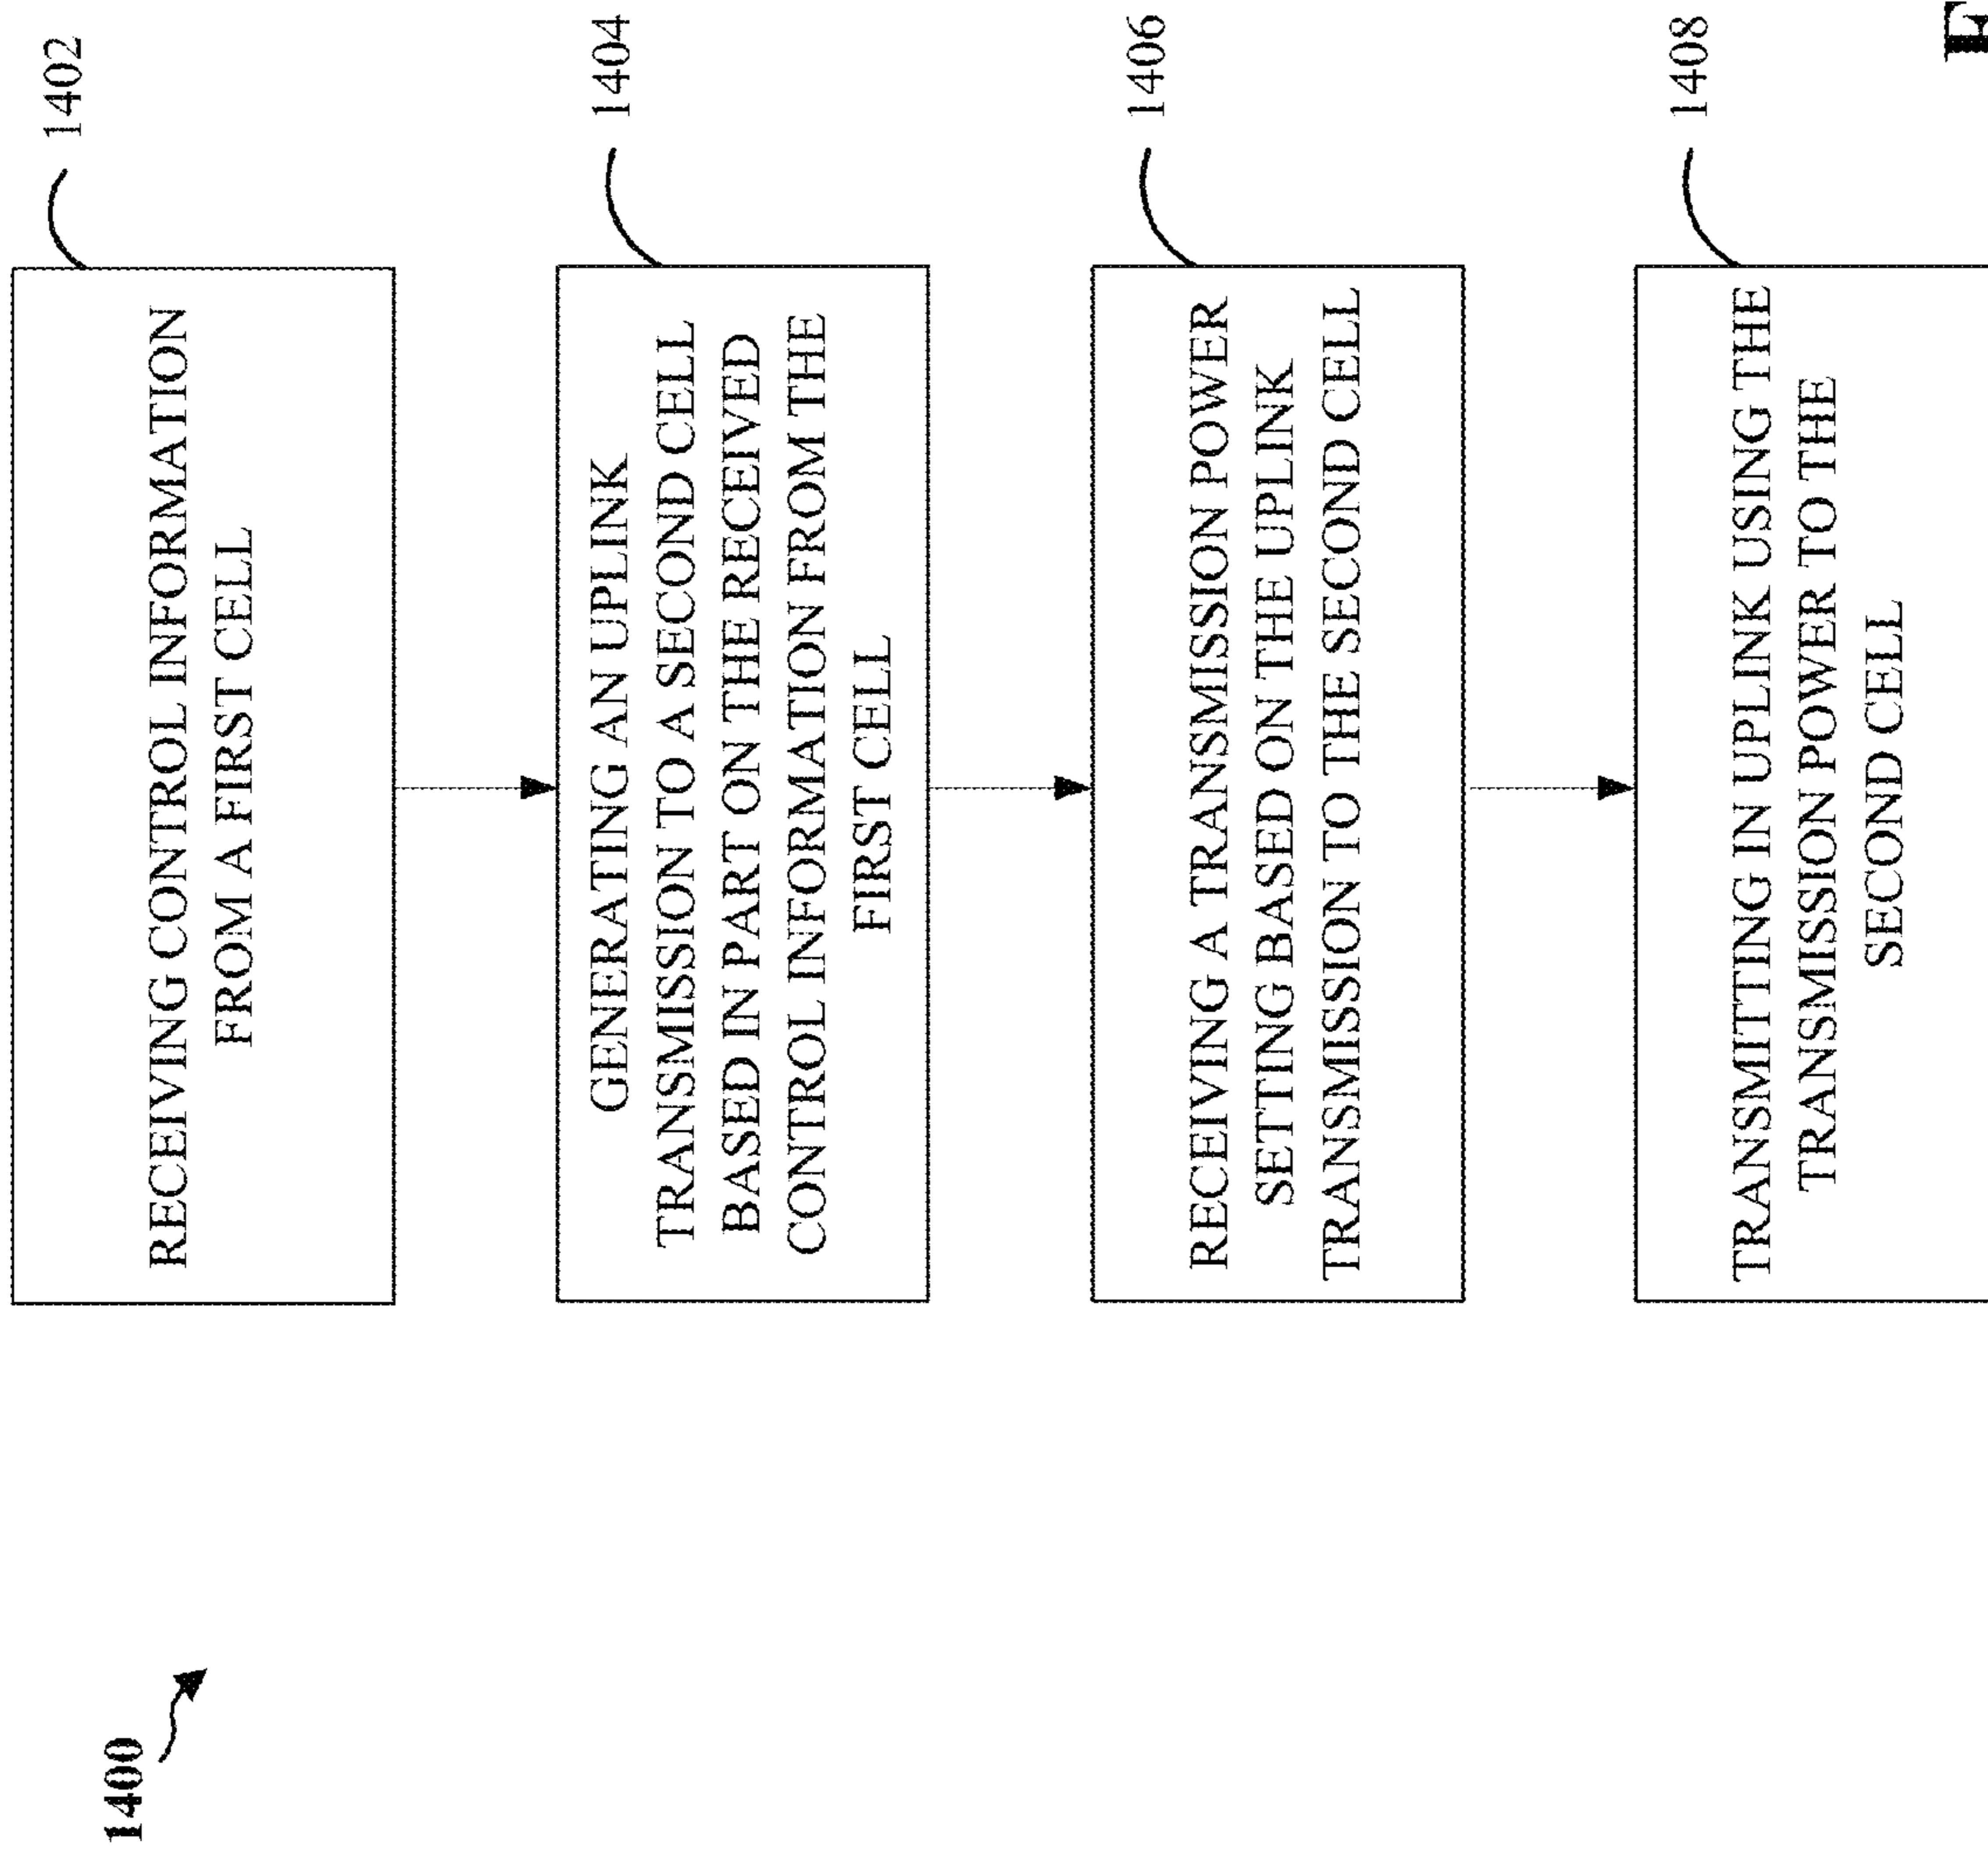 1400
RECEIVING CONTROL INFORMATION
FROM A FIRST CELL
1402
GENERATING AN UPLINK
TRANSMISSION TO A SECOND CELL
BASED IN PART ON THE RECEIVED
CONTROL INFORMATION FROM THE
FIRST CELL
1404
RECEIVING A TRANSMISSION POWER
SETTING BASED ON THE UPLINK
TRANSMISSION TO THE SECOND CELL
1406
TRANSMITTING IN UPLINK USING THE
TRANSMISSION POWER TO THE
SECOND CELL
1408